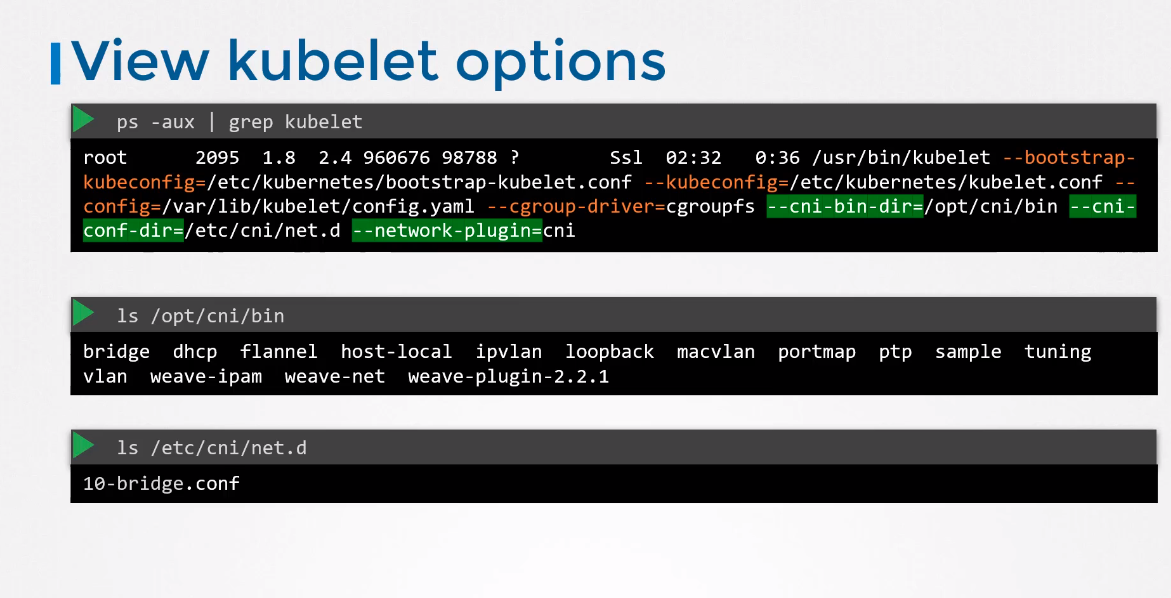 View kubelet options
ps -aux | grep kubelet
root      2095  1.8  2.4 960676 98788 ?        Ssl  02:32   0:36 /usr/bin/kubelet --bootstrap-
kubeconfig=/etc/kubernetes/bootstrap-kubelet.conf --kubeconfig=/etc/kubernetes/kubelet.conf --
config=/var/lib/kubelet/config.yaml --cgroup-driver=cgroupfs --cni-bin-dir=/opt/cni/bin --cni-
conf-dir=/etc/cni/net.d --network-plugin=cni
ls /opt/cni/bin
bridge  dhcp  flannel  host-local  ipvlan  loopback  macvlan  portmap  ptp  sample  tuning
vlan  weave-ipam  weave-net  weave-plugin-2.2.1
ls /etc/cni/net.d
10-bridge.conf